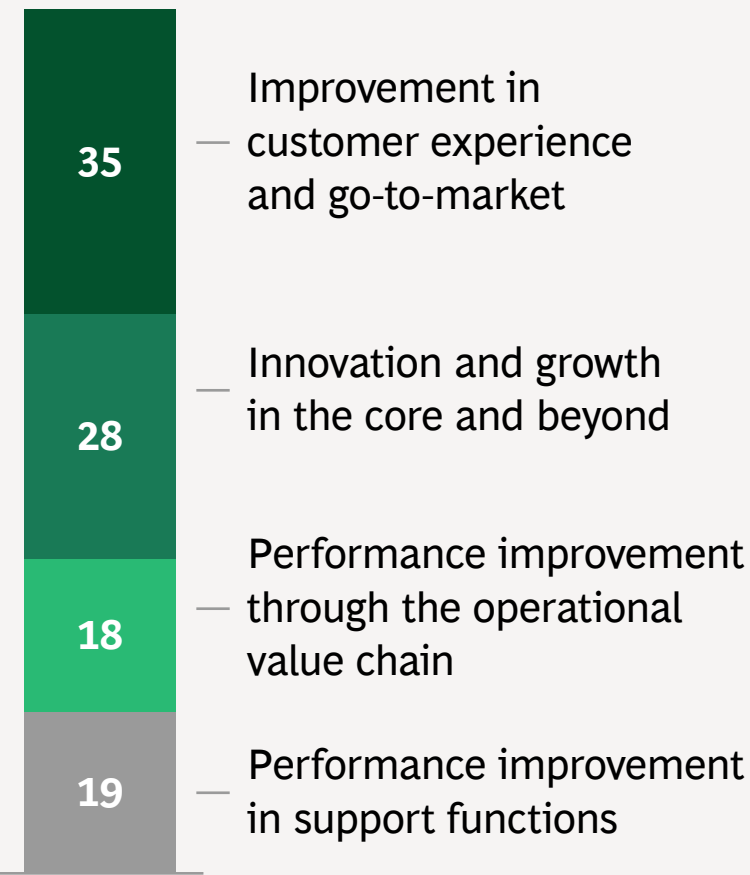 35
Improvement in
customer experience
and go-to-market
28
Innovation and growth
in the core and beyond
18
Performance improvement
through the operational
value chain
19
Performance improvement
in support functions